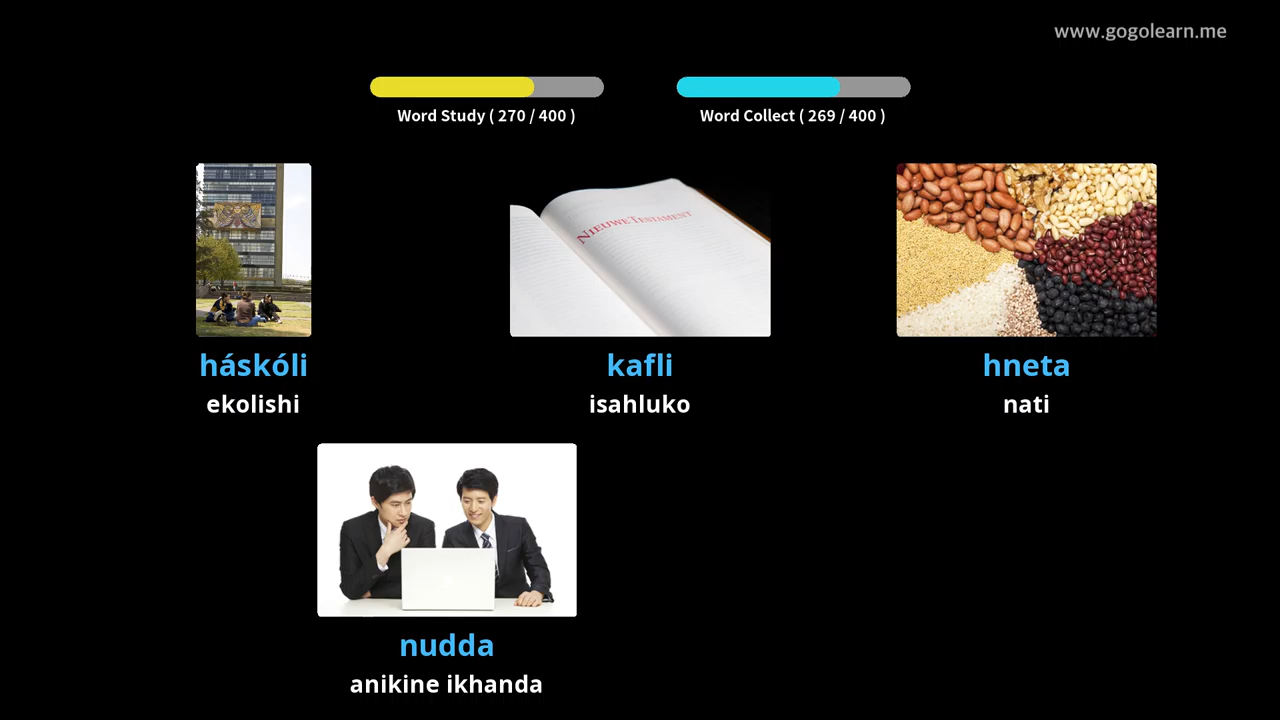 www.gogolearn.me
Word Study ( 270 / 400 )
Word Collect ( 269 / 400 )
NIEUWE TESTAMENT
háskóli
kafli
hneta
ekolishi
isahluko
nati
nudda
anikine ikhanda